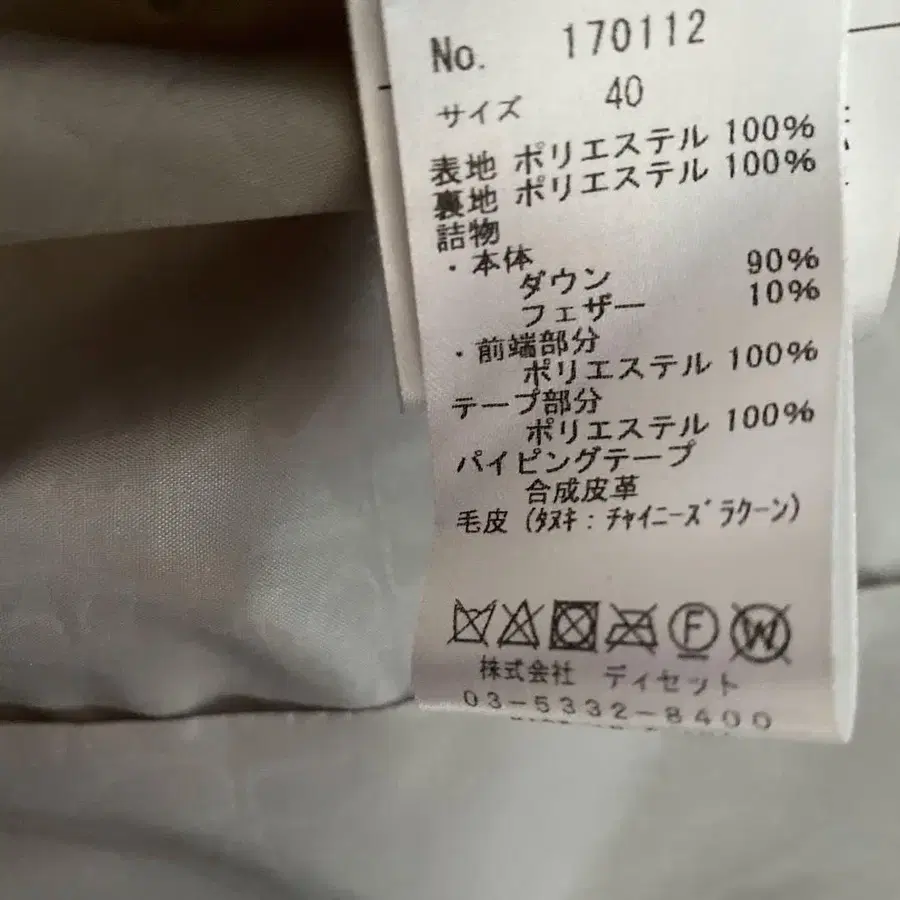 No. 170112
サイズ 40
表地 ポリエステル 100%
裏地 ポリエステル 100%
詰物
・本体
ダウン 90%
フェザー 10%
・前端部分
ポリエステル 100%
テープ部分
ポリエステル 100%
パイピングテープ
合成皮革
毛皮 (ﾀﾇｷ : ﾁｬｲﾆｰｽﾞﾗｸｰﾝ)
F W
株式会社 ディセット
03-5332-8400